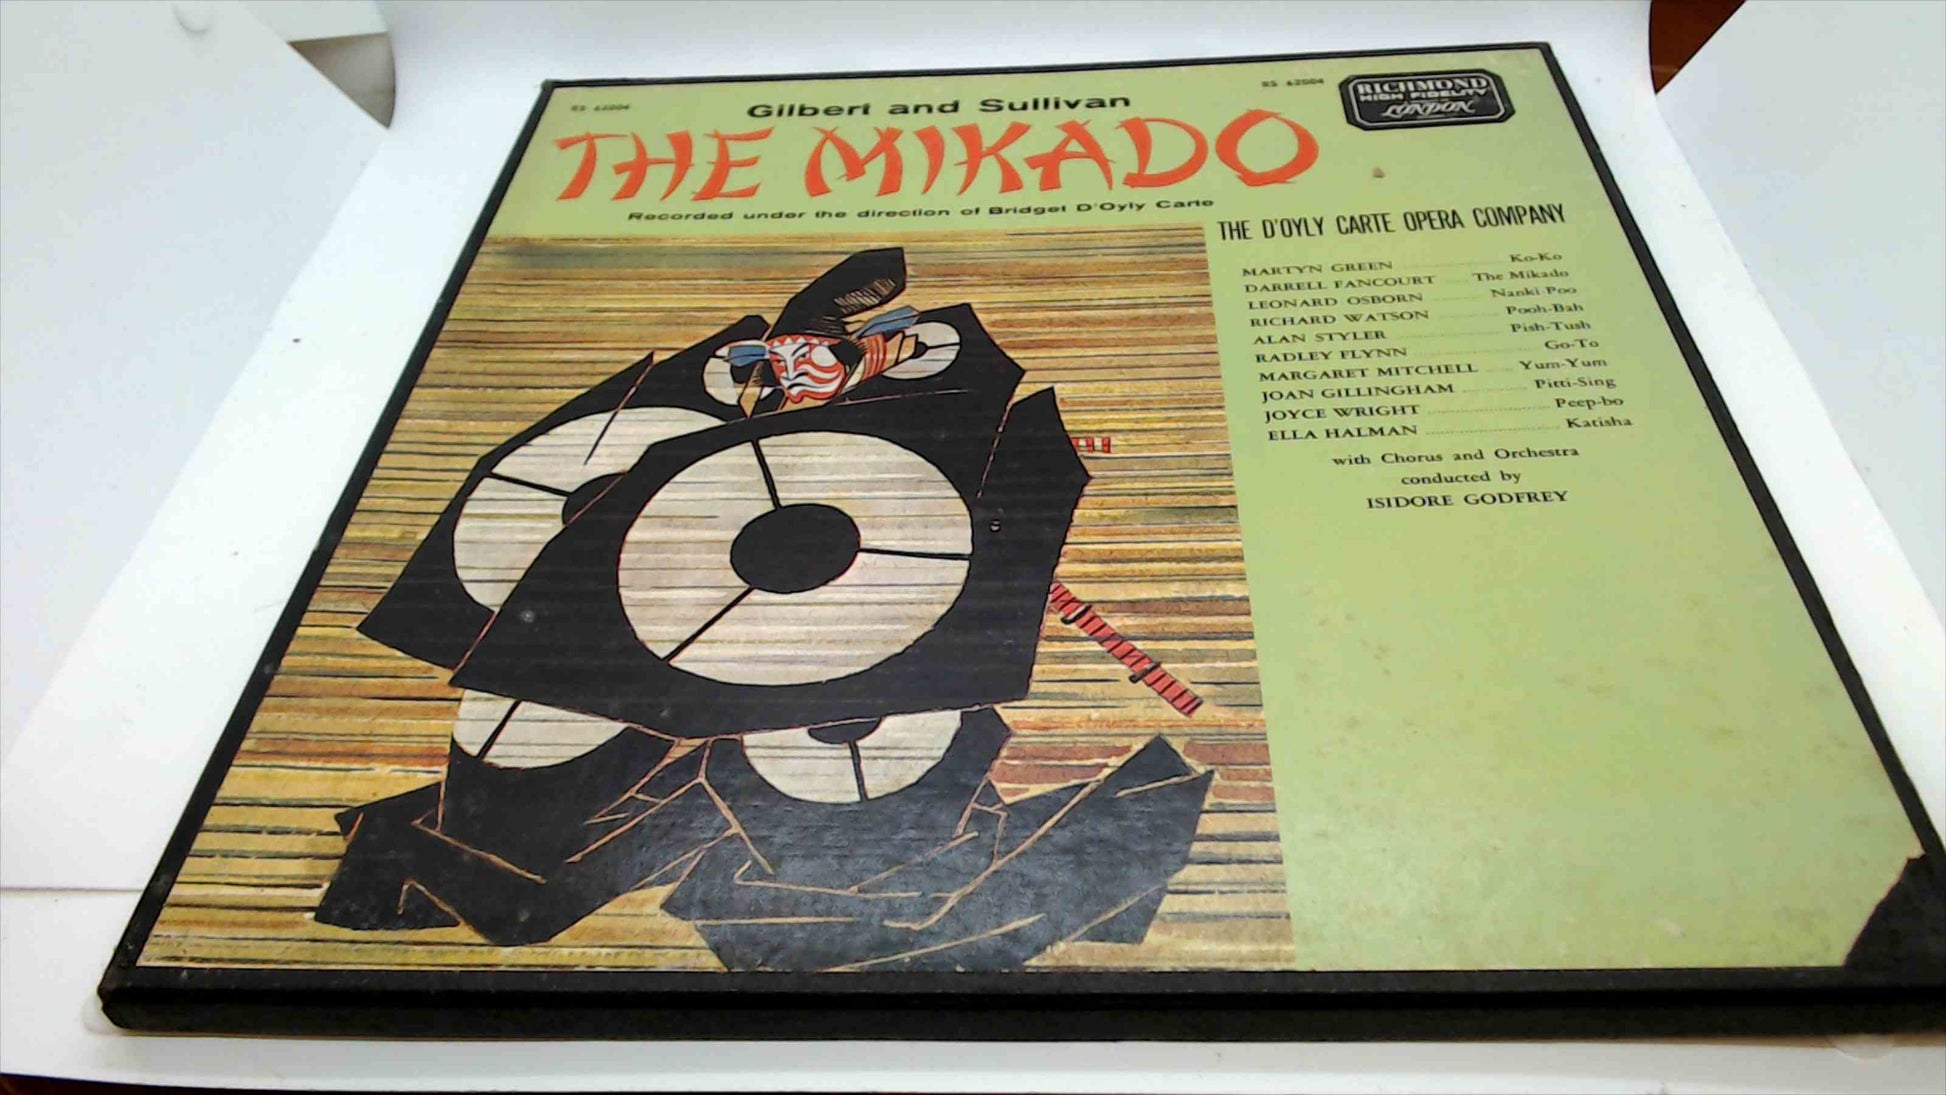 RS 62004
RS 62004
RICHMOND
HIGH FIDELITY
LONDON
Gilbert and Sullivan
THE MIKADO
Recorded under the direction of Bridget D'Oyly Carte
THE D'OYLY CARTE OPERA COMPANY
MARTYN GREEN Ko-Ko
DARRELL FANCOURT The Mikado
LEONARD OSBORN Nanki Poo
RICHARD WATSON Pooh-Bah
ALAN STYLER Pish-Tush
RADLEY FLYNN Go-To
MARGARET MITCHELL Yum-Yum
JOAN GILLINGHAM Pitti-Sing
JOYCE WRIGHT Peep-bo
ELLA HALMAN Katisha
with Chorus and Orchestra
conducted by
ISIDORE GODFREY